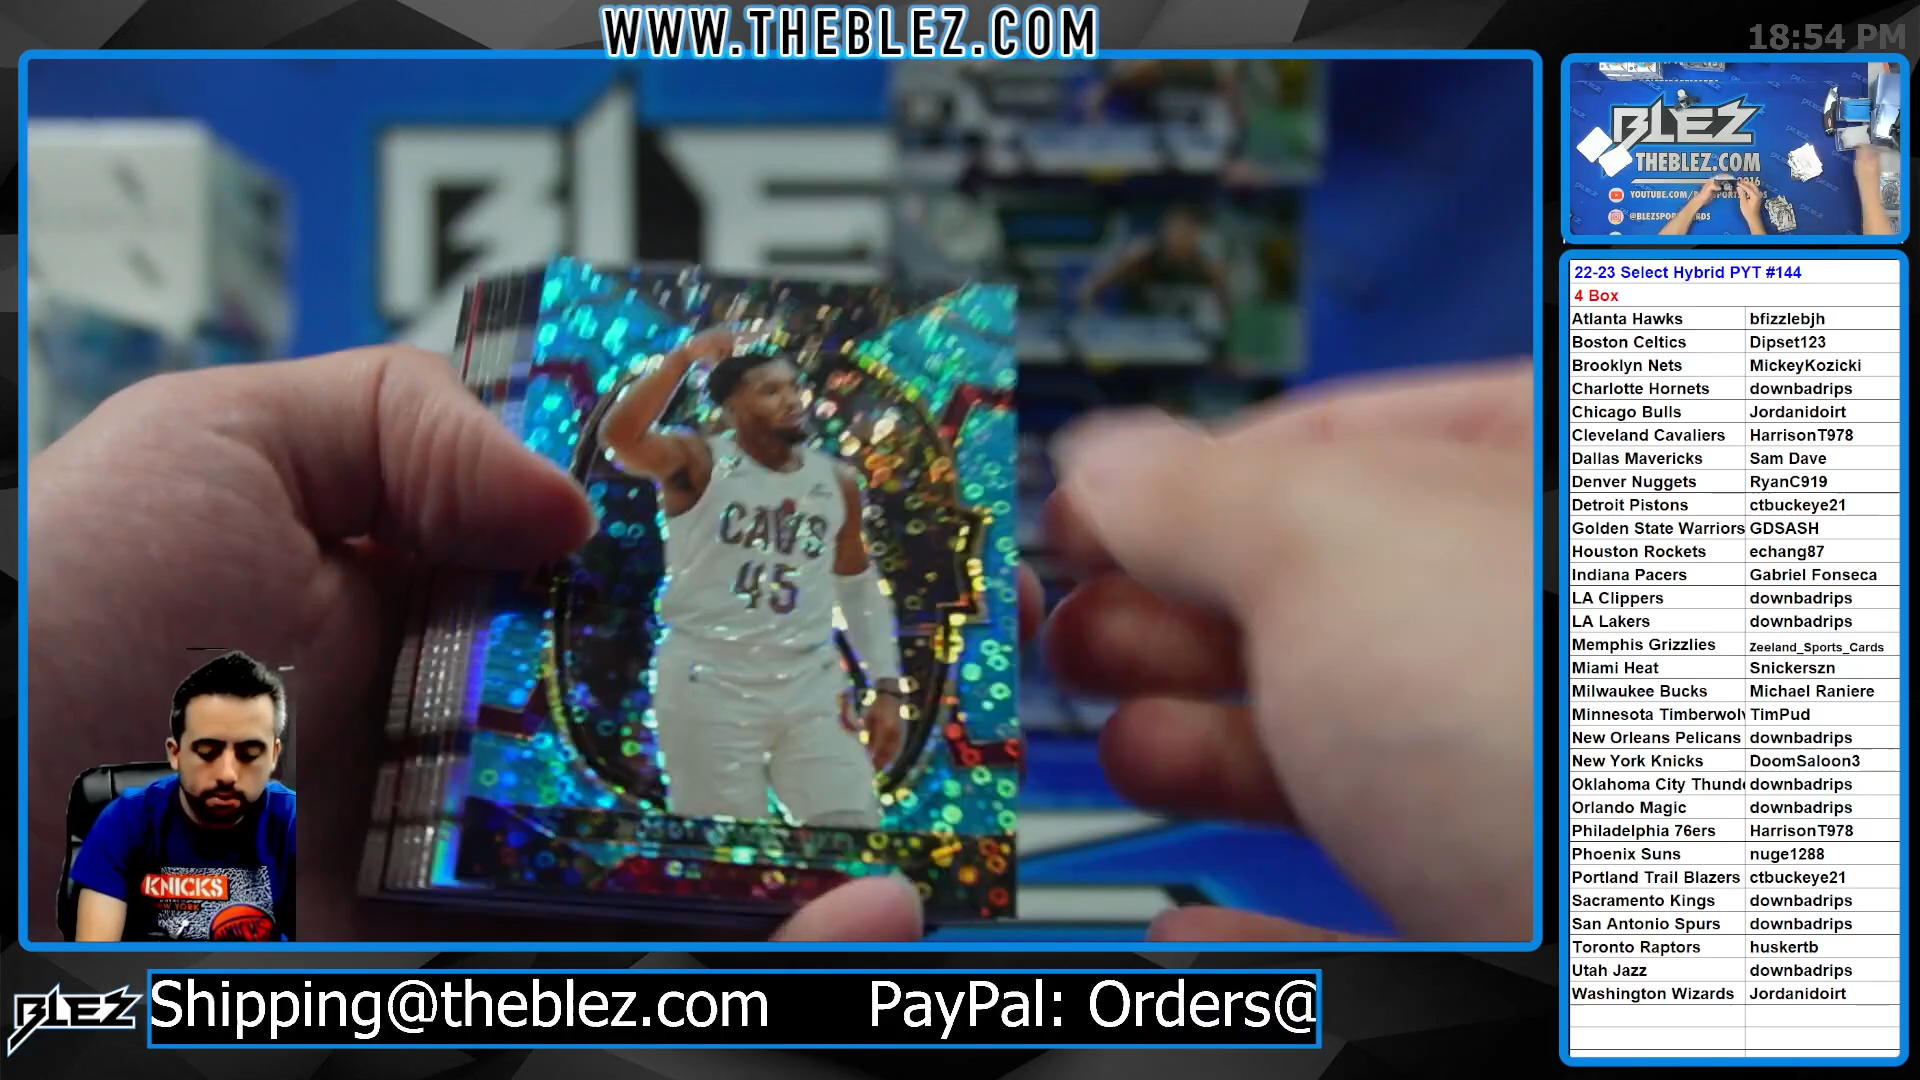 WWW.THEBLEZ.COM
18:54 PM
BLE
CAVS
45
KNICKS
NEW YORK
BLEZ
THEBLEZ.COM
22-23 Select Hybrid PYT #144
4 Box
Atlanta Hawks bfizzlebjh
Boston Celtics Dipset123
Brooklyn Nets MickeyKozicki
Charlotte Hornets downbadrips
Chicago Bulls Jordanidoirt
Cleveland Cavaliers HarrisonT978
Dallas Mavericks Sam Dave
Denver Nuggets RyanC919
Detroit Pistons ctbuckeye21
Golden State Warriors GDSASH
Houston Rockets echang87
Indiana Pacers Gabriel Fonseca
LA Clippers downbadrips
LA Lakers downbadrips
Memphis Grizzlies Zeeland_Sports_Cards
Miami Heat Snickerszn
Milwaukee Bucks Michael Raniere
Minnesota Timberwolv TimPud
New Orleans Pelicans downbadrips
New York Knicks DoomSaloon3
Oklahoma City Thunde downbadrips
Orlando Magic downbadrips
Philadelphia 76ers HarrisonT978
Phoenix Suns nuge1288
Portland Trail Blazers ctbuckeye21
Sacramento Kings downbadrips
San Antonio Spurs downbadrips
Toronto Raptors huskertb
Utah Jazz downbadrips
Washington Wizards Jordanidoirt
BLEZ
Shipping@theblez.com PayPal: Orders@